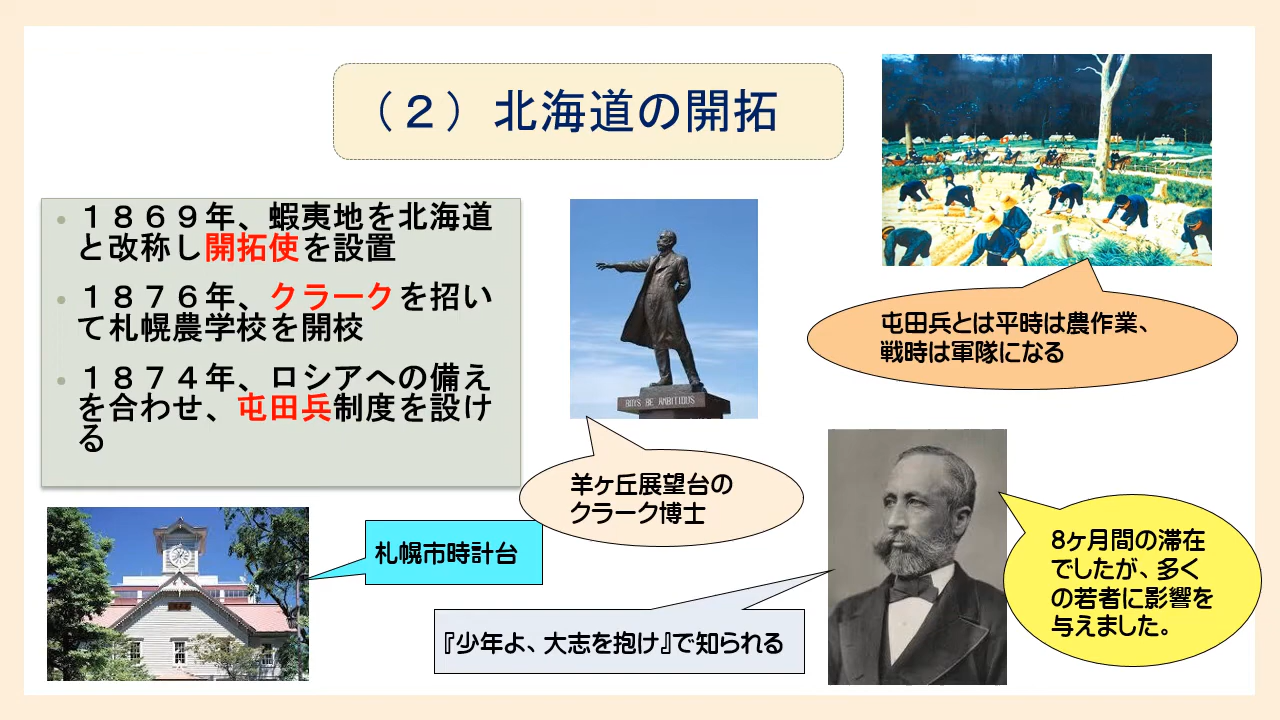 （２）北海道の開拓
・１８６９年、蝦夷地を北海道
と改称し開拓使を設置
・１８７６年、クラークを招い
て札幌農学校を開校
・１８７４年、ロシアへの備え
を合わせ、屯田兵制度を設け
る
屯田兵とは平時は農作業、
戦時は軍隊になる
BOYS BE AMBITIOUS
羊ヶ丘展望台の
クラーク博士
札幌市時計台
『少年よ、大志を抱け』で知られる
8ヶ月間の滞在
でしたが、多く
の若者に影響を
与えました。